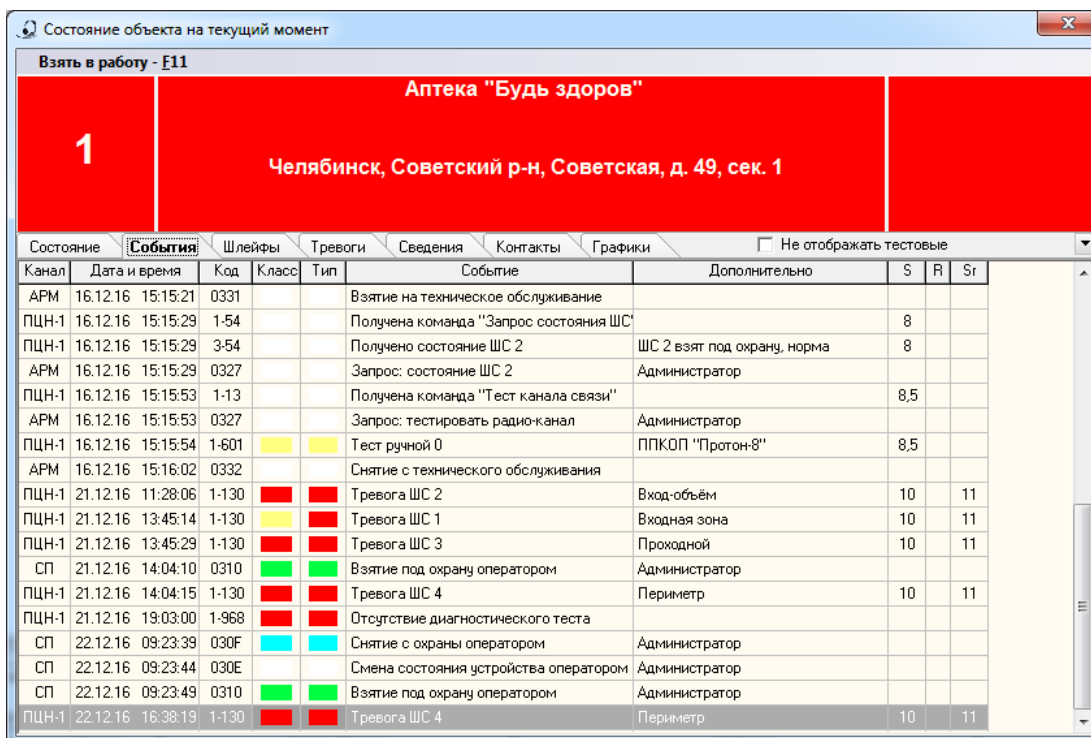 Состояние объекта на текущий момент
Взять в работу - F11
Аптека "Будь здоров"
1
Челябинск, Советский р-н, Советская, д. 49, сек. 1
Состояние События Шлейфы Тревоги Сведения Контакты Графики Не отображать тестовые
Канал Дата и время Код Класс Тип Событие Дополнительно S R Sr
АРМ 16.12.16 15:15:21 0331 Взятие на техническое обслуживание
ПЦН-1 16.12.16 15:15:29 1-54 Получена команда "Запрос состояния ШС" 8
ПЦН-1 16.12.16 15:15:29 3-54 Получено состояние ШС 2 ШС 2 взят под охрану, норма 8
АРМ 16.12.16 15:15:29 0327 Запрос: состояние ШС 2 Администратор
ПЦН-1 16.12.16 15:15:53 1-13 Получена команда "Тест канала связи" 8,5
АРМ 16.12.16 15:15:53 0327 Запрос: тестировать радио-канал Администратор
ПЦН-1 16.12.16 15:15:54 1-601 Тест ручной 0 ППКОП "Протон-8" 8,5
АРМ 16.12.16 15:16:02 0332 Снятие с технического обслуживания
ПЦН-1 21.12.16 11:28:06 1-130 Тревога ШС 2 Вход-объём 10 11
ПЦН-1 21.12.16 13:45:14 1-130 Тревога ШС 1 Входная зона 10 11
ПЦН-1 21.12.16 13:45:29 1-130 Тревога ШС 3 Проходной 10 11
СП 21.12.16 14:04:10 0310 Взятие под охрану оператором Администратор
ПЦН-1 21.12.16 14:04:15 1-130 Тревога ШС 4 Периметр 10 11
ПЦН-1 21.12.16 19:03:00 1-968 Отсутствие диагностического теста
СП 22.12.16 09:23:39 030F Снятие с охраны оператором Администратор
СП 22.12.16 09:23:44 030E Смена состояния устройства оператором Администратор
СП 22.12.16 09:23:49 0310 Взятие под охрану оператором Администратор
ПЦН-1 22.12.16 16:38:19 1-130 Тревога ШС 4 Периметр 10 11